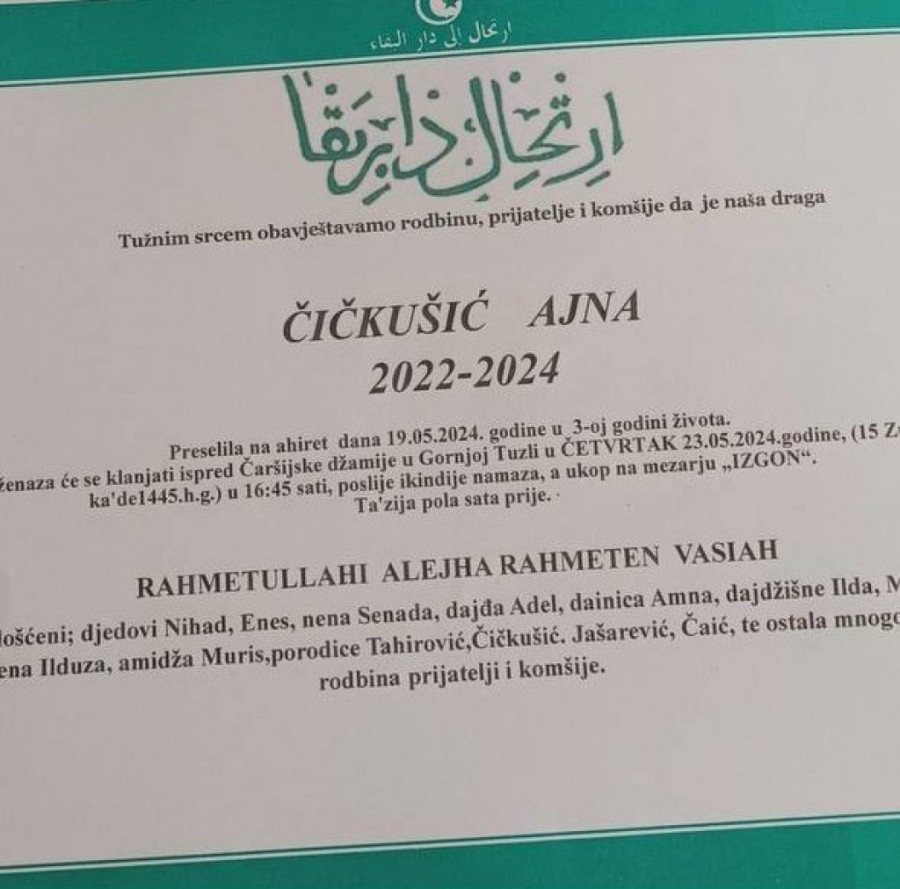 ارتحال إلى دار البقاء
ارتحال دار بقا
Tužnim srcem obavještavamo rodbinu, prijatelje i komšije da je naša draga
ČIČKUŠIĆ AJNA
2022-2024
Preselila na ahiret dana 19.05.2024. godine u 3-oj godini života.
ženaza će se klanjati ispred Čaršijske džamije u Gornjoj Tuzli u ČETVRTAK 23.05.2024.godine, (15 Z
ka'de1445.h.g.) u 16:45 sati, poslije ikindije namaza, a ukop na mezarju „IZGON“.
Ta'zija pola sata prije.
RAHMETULLAHI ALEJHA RAHMETEN VASIAH
lošćeni; djedovi Nihad, Enes, nena Senada, dajđa Adel, dainica Amna, dajdžišne Ilda, M
ena Ilduza, amidža Muris,porodice Tahirović,Čičkušić. Jašarević, Čaić, te ostala mnogo
rodbina prijatelji i komšije.